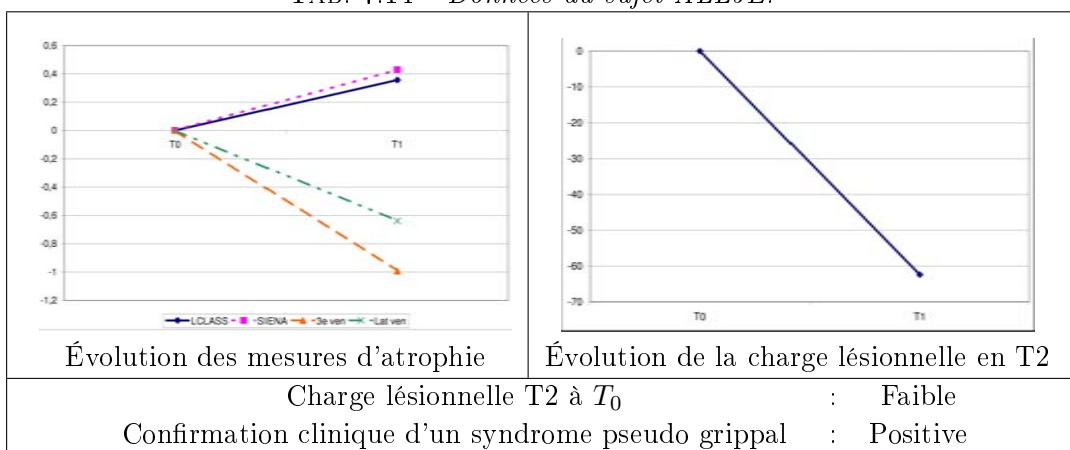 0,6
0,4
0,2
0
-0,2
-0,4
-0,6
-0,8
-1
-1,2
T0
T1
LCLASS
SIENA
3e ven
Lat ven
0
-10
-20
-30
-40
-50
-60
-70
T0
T1
Évolution des mesures d'atrophie
Évolution de la charge lésionnelle en T2
Charge lésionnelle T2 à T0 : Faible
Confirmation clinique d'un syndrome pseudo grippal : Positive